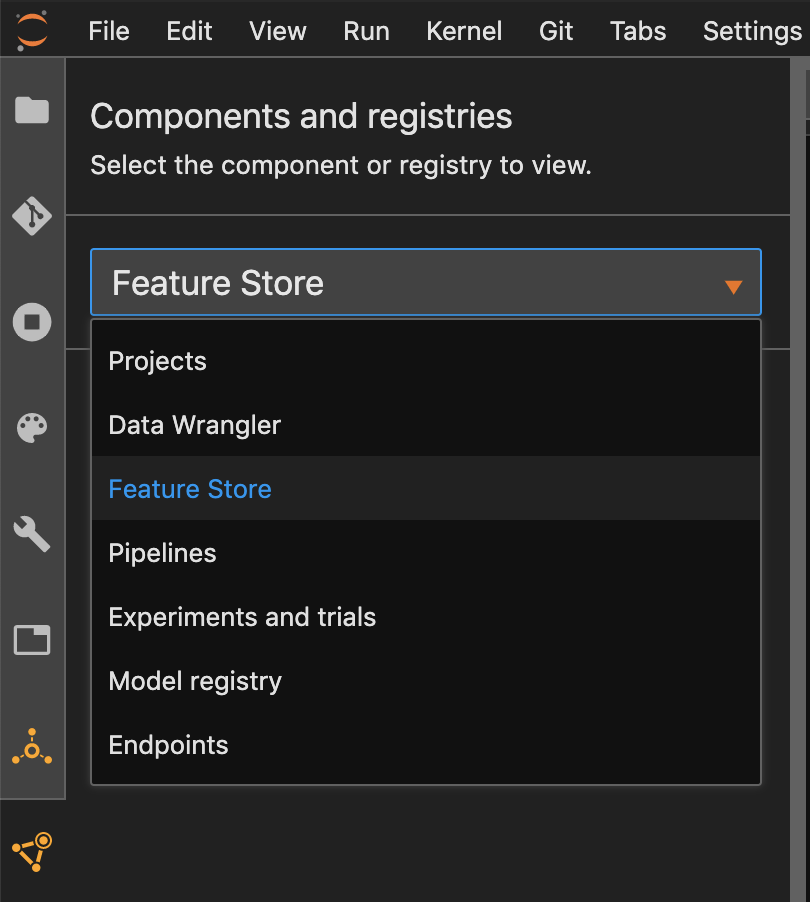 File Edit View Run Kernel Git Tabs Settings
Components and registries
Select the component or registry to view.
Feature Store
Projects
Data Wrangler
Feature Store
Pipelines
Experiments and trials
Model registry
Endpoints